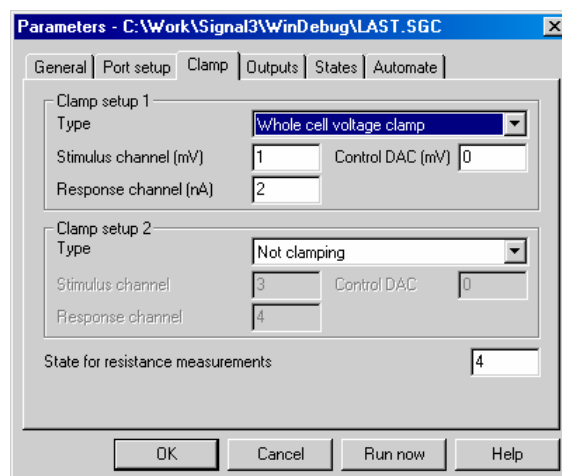 Parameters - C:\Work\Signal3\WinDebug\LAST.SGC
General Port setup Clamp Outputs States Automate
Clamp setup 1
Type Whole cell voltage clamp
Stimulus channel (mV) 1 Control DAC (mV) 0
Response channel (nA) 2
Clamp setup 2
Type Not clamping
Stimulus channel 3 Control DAC 0
Response channel 4
State for resistance measurements 4
OK Cancel Run now Help